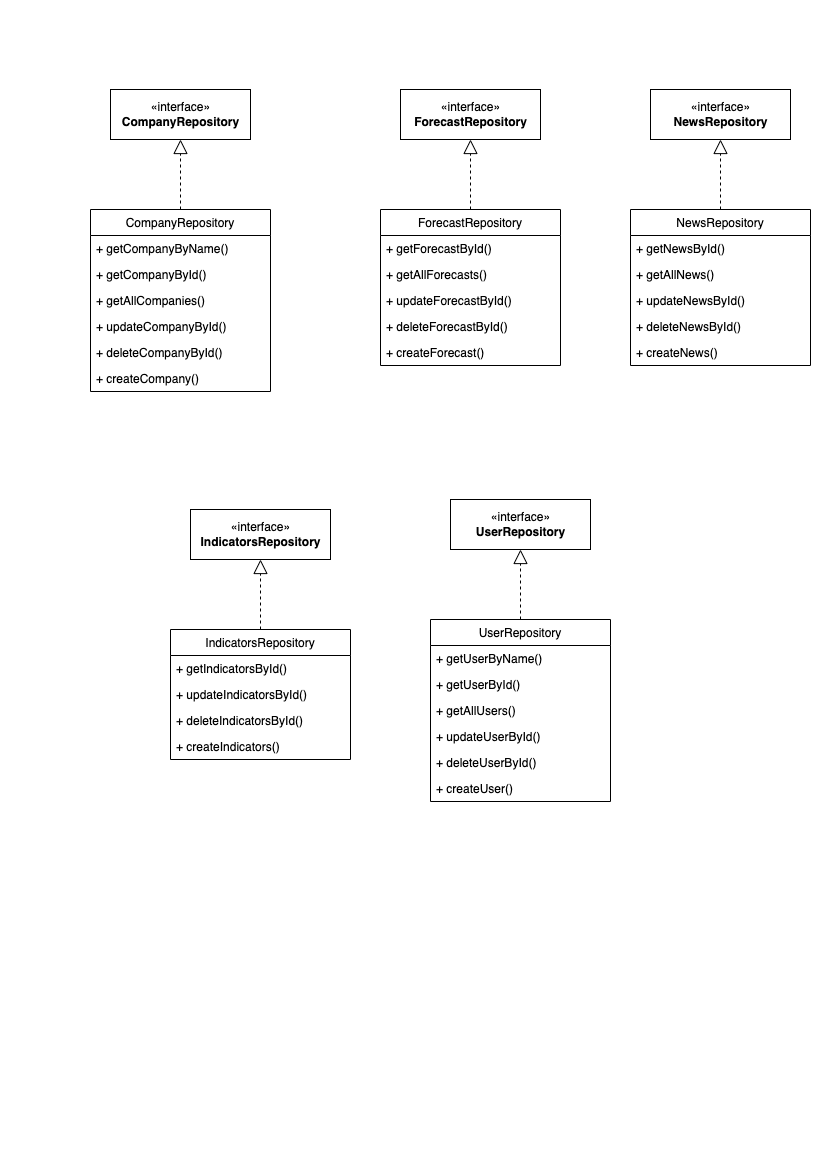 «interface»
CompanyRepository
«interface»
ForecastRepository
«interface»
NewsRepository
CompanyRepository
+ getCompanyByName()
+ getCompanyById()
+ getAllCompanies()
+ updateCompanyById()
+ deleteCompanyById()
+ createCompany()
ForecastRepository
+ getForecastById()
+ getAllForecasts()
+ updateForecastById()
+ deleteForecastById()
+ createForecast()
NewsRepository
+ getNewsById()
+ getAllNews()
+ updateNewsById()
+ deleteNewsById()
+ createNews()
«interface»
IndicatorsRepository
«interface»
UserRepository
IndicatorsRepository
+ getIndicatorsById()
+ updateIndicatorsById()
+ deleteIndicatorsById()
+ createIndicators()
UserRepository
+ getUserByName()
+ getUserById()
+ getAllUsers()
+ updateUserById()
+ deleteUserById()
+ createUser()